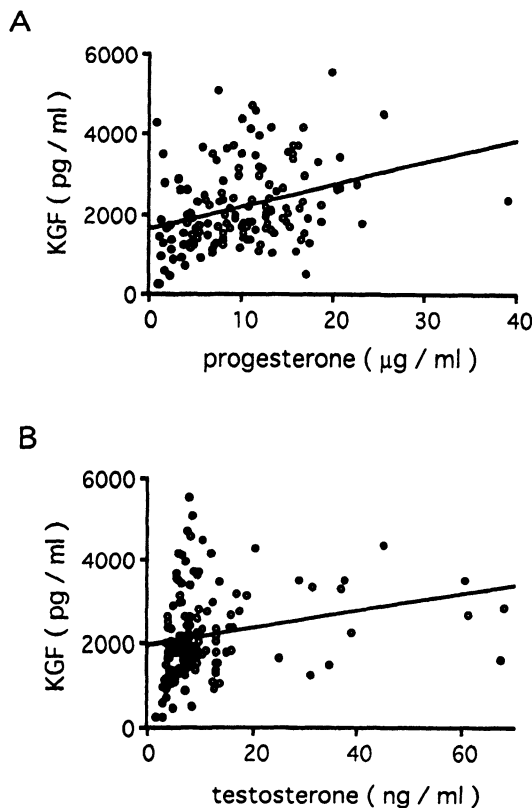 A
6000
4000
2000
0
KGF ( pg / ml )
0 10 20 30 40
progesterone ( μg / ml )
B
6000
4000
2000
0
KGF ( pg / ml )
0 20 40 60
testosterone ( ng / ml )